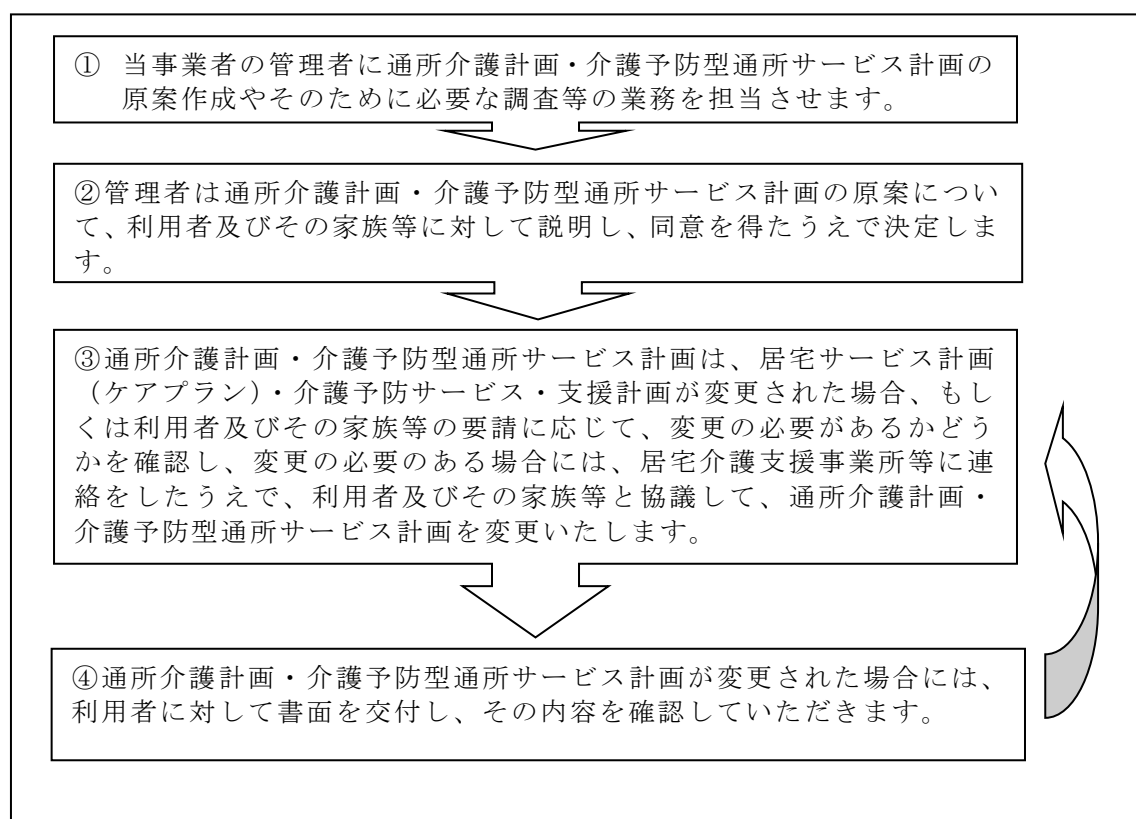 ① 当事業者の管理者に通所介護計画・介護予防型通所サービス計画の
原案作成やそのために必要な調査等の業務を担当させます。
②管理者は通所介護計画・介護予防型通所サービス計画の原案につい
て、利用者及びその家族等に対して説明し、同意を得たうえで決定しま
す。
③通所介護計画・介護予防型通所サービス計画は、居宅サービス計画
（ケアプラン）・介護予防サービス・支援計画が変更された場合、もし
くは利用者及びその家族等の要請に応じて、変更の必要があるかどう
かを確認し、変更の必要のある場合には、居宅介護支援事業所等に連
絡をしたうえで、利用者及びその家族等と協議して、通所介護計画・
介護予防型通所サービス計画を変更いたします。
④通所介護計画・介護予防型通所サービス計画が変更された場合には、
利用者に対して書面を交付し、その内容を確認していただきます。